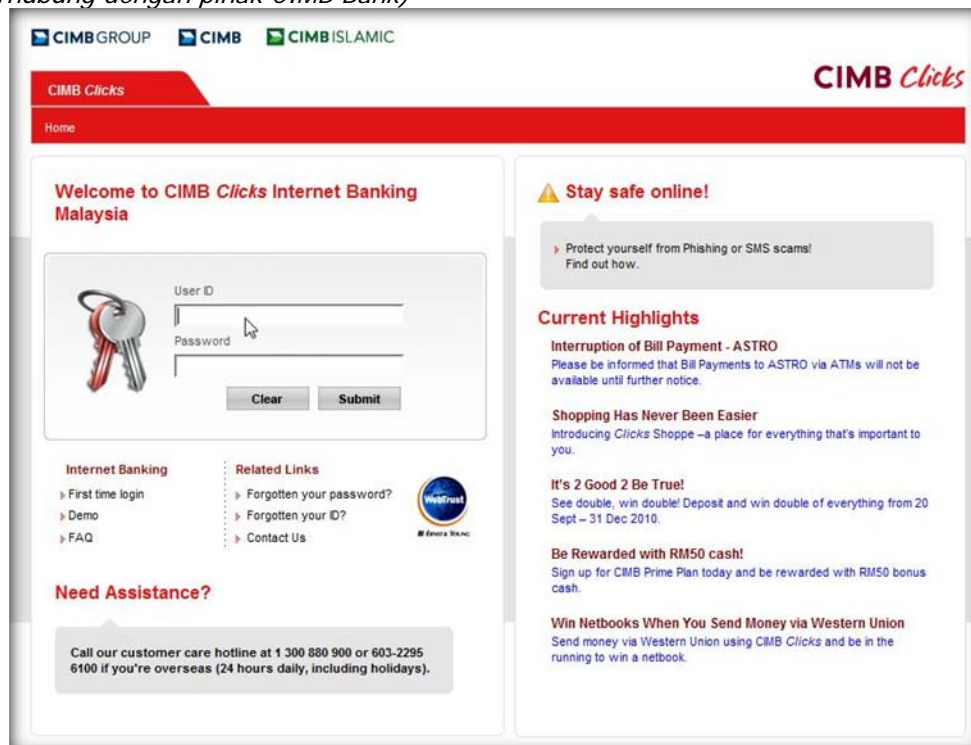 hubung dengan pihak CIMB Bank)
CIMBGROUP CIMB CIMBISLAMIC
CIMB Clicks
CIMB Clicks
Home
Welcome to CIMB Clicks Internet Banking
Malaysia
User ID
Password
Clear Submit
Internet Banking
First time login
Demo
FAQ
Related Links
Forgotten your password?
Forgotten your ID?
Contact Us
WebTrust
ERNST & YOUNG
Need Assistance?
Call our customer care hotline at 1 300 880 900 or 603-2295
6100 if you're overseas (24 hours daily, including holidays).
Stay safe online!
Protect yourself from Phishing or SMS scams!
Find out how.
Current Highlights
Interruption of Bill Payment - ASTRO
Please be informed that Bill Payments to ASTRO via ATMs will not be
available until further notice.
Shopping Has Never Been Easier
Introducing Clicks Shoppe –a place for everything that's important to
you.
It's 2 Good 2 Be True!
See double, win double! Deposit and win double of everything from 20
Sept – 31 Dec 2010.
Be Rewarded with RM50 cash!
Sign up for CIMB Prime Plan today and be rewarded with RM50 bonus
cash.
Win Netbooks When You Send Money via Western Union
Send money via Western Union using CIMB Clicks and be in the
running to win a netbook.